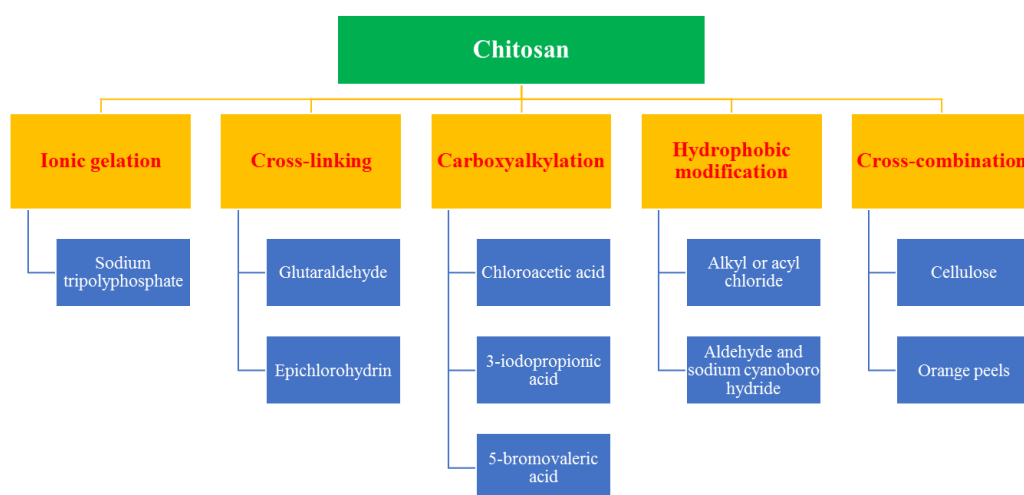 Chitosan
Ionic gelation
Cross-linking
Carboxyalkylation
Hydrophobic
modification
Cross-combination
Sodium
tripolyphosphate
Glutaraldehyde
Epichlorohydrin
Chloroacetic acid
3-iodopropionic
acid
5-bromovaleric
acid
Alkyl or acyl
chloride
Aldehyde and
sodium cyanoboro
hydride
Cellulose
Orange peels